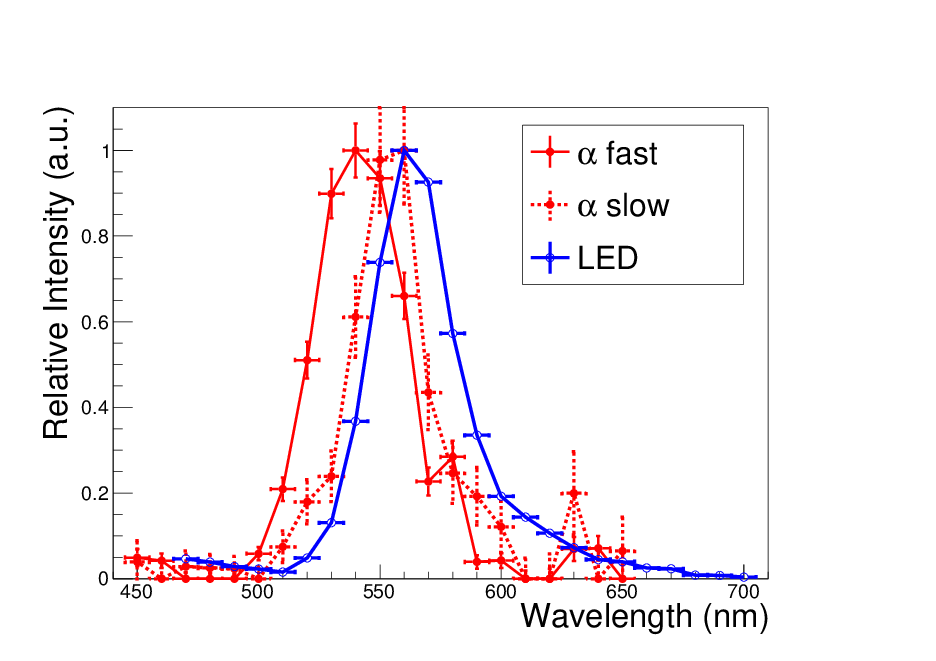 Relative Intensity (a.u.)
1
0.8
0.6
0.4
0.2
0
α fast
α slow
LED
450 500 550 600 650 700
Wavelength (nm)